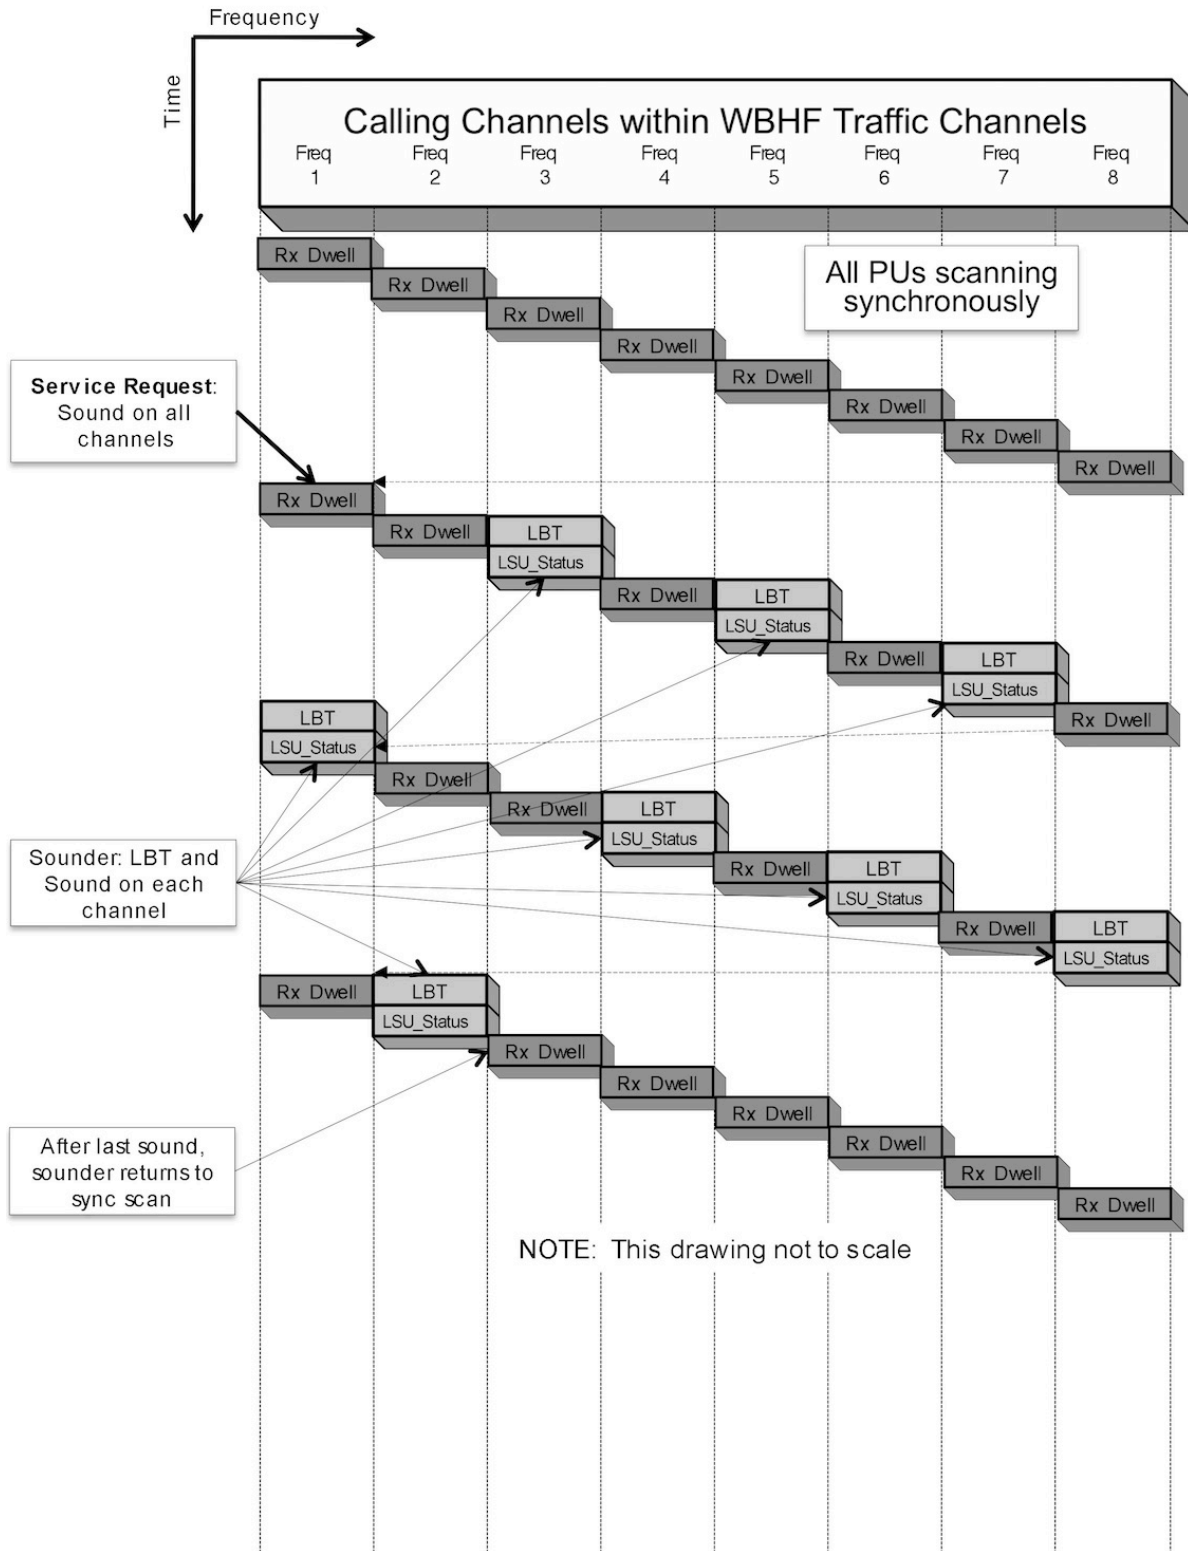 Frequency
Time
Calling Channels within WBHF Traffic Channels
Freq Freq Freq Freq Freq Freq Freq Freq
1 2 3 4 5 6 7 8
Rx Dwell
All PUs scanning
synchronously
Rx Dwell
Rx Dwell
Rx Dwell
Rx Dwell
Rx Dwell
Rx Dwell
Rx Dwell
Service Request:
Sound on all
channels
Rx Dwell
Rx Dwell
LBT
LSU_Status
Rx Dwell
LBT
LSU_Status
Rx Dwell
LBT
LSU_Status
Rx Dwell
LBT
LSU_Status
Rx Dwell
Rx Dwell
LBT
LSU_Status
Rx Dwell
LBT
LSU_Status
Rx Dwell
LBT
LSU_Status
Sounder: LBT and
Sound on each
channel
Rx Dwell
LBT
LSU_Status
Rx Dwell
Rx Dwell
Rx Dwell
Rx Dwell
Rx Dwell
Rx Dwell
After last sound,
sounder returns to
sync scan
NOTE: This drawing not to scale